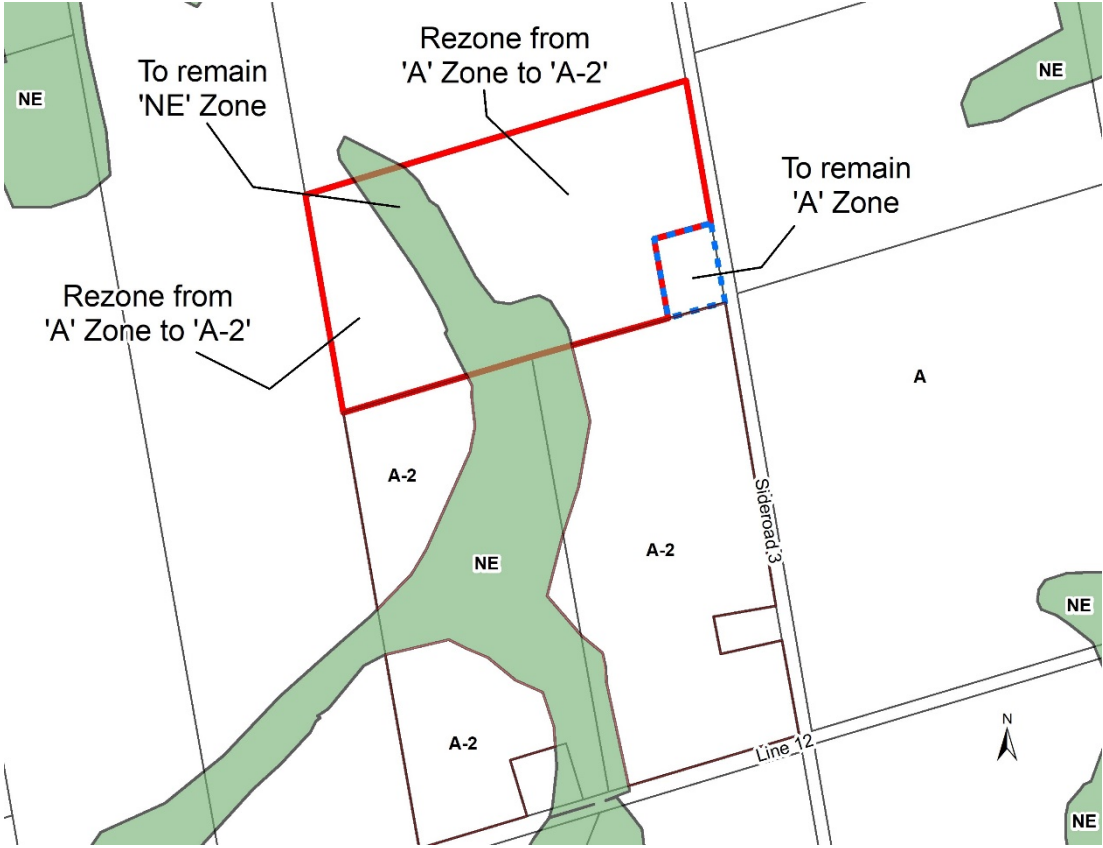 Rezone from
'A' Zone to 'A-2'
To remain
'NE' Zone
NE
NE
To remain
'A' Zone
Rezone from
'A' Zone to 'A-2'
A
A-2
Sideroad 3
A-2
NE
NE
A-2
Line 12
N
NE